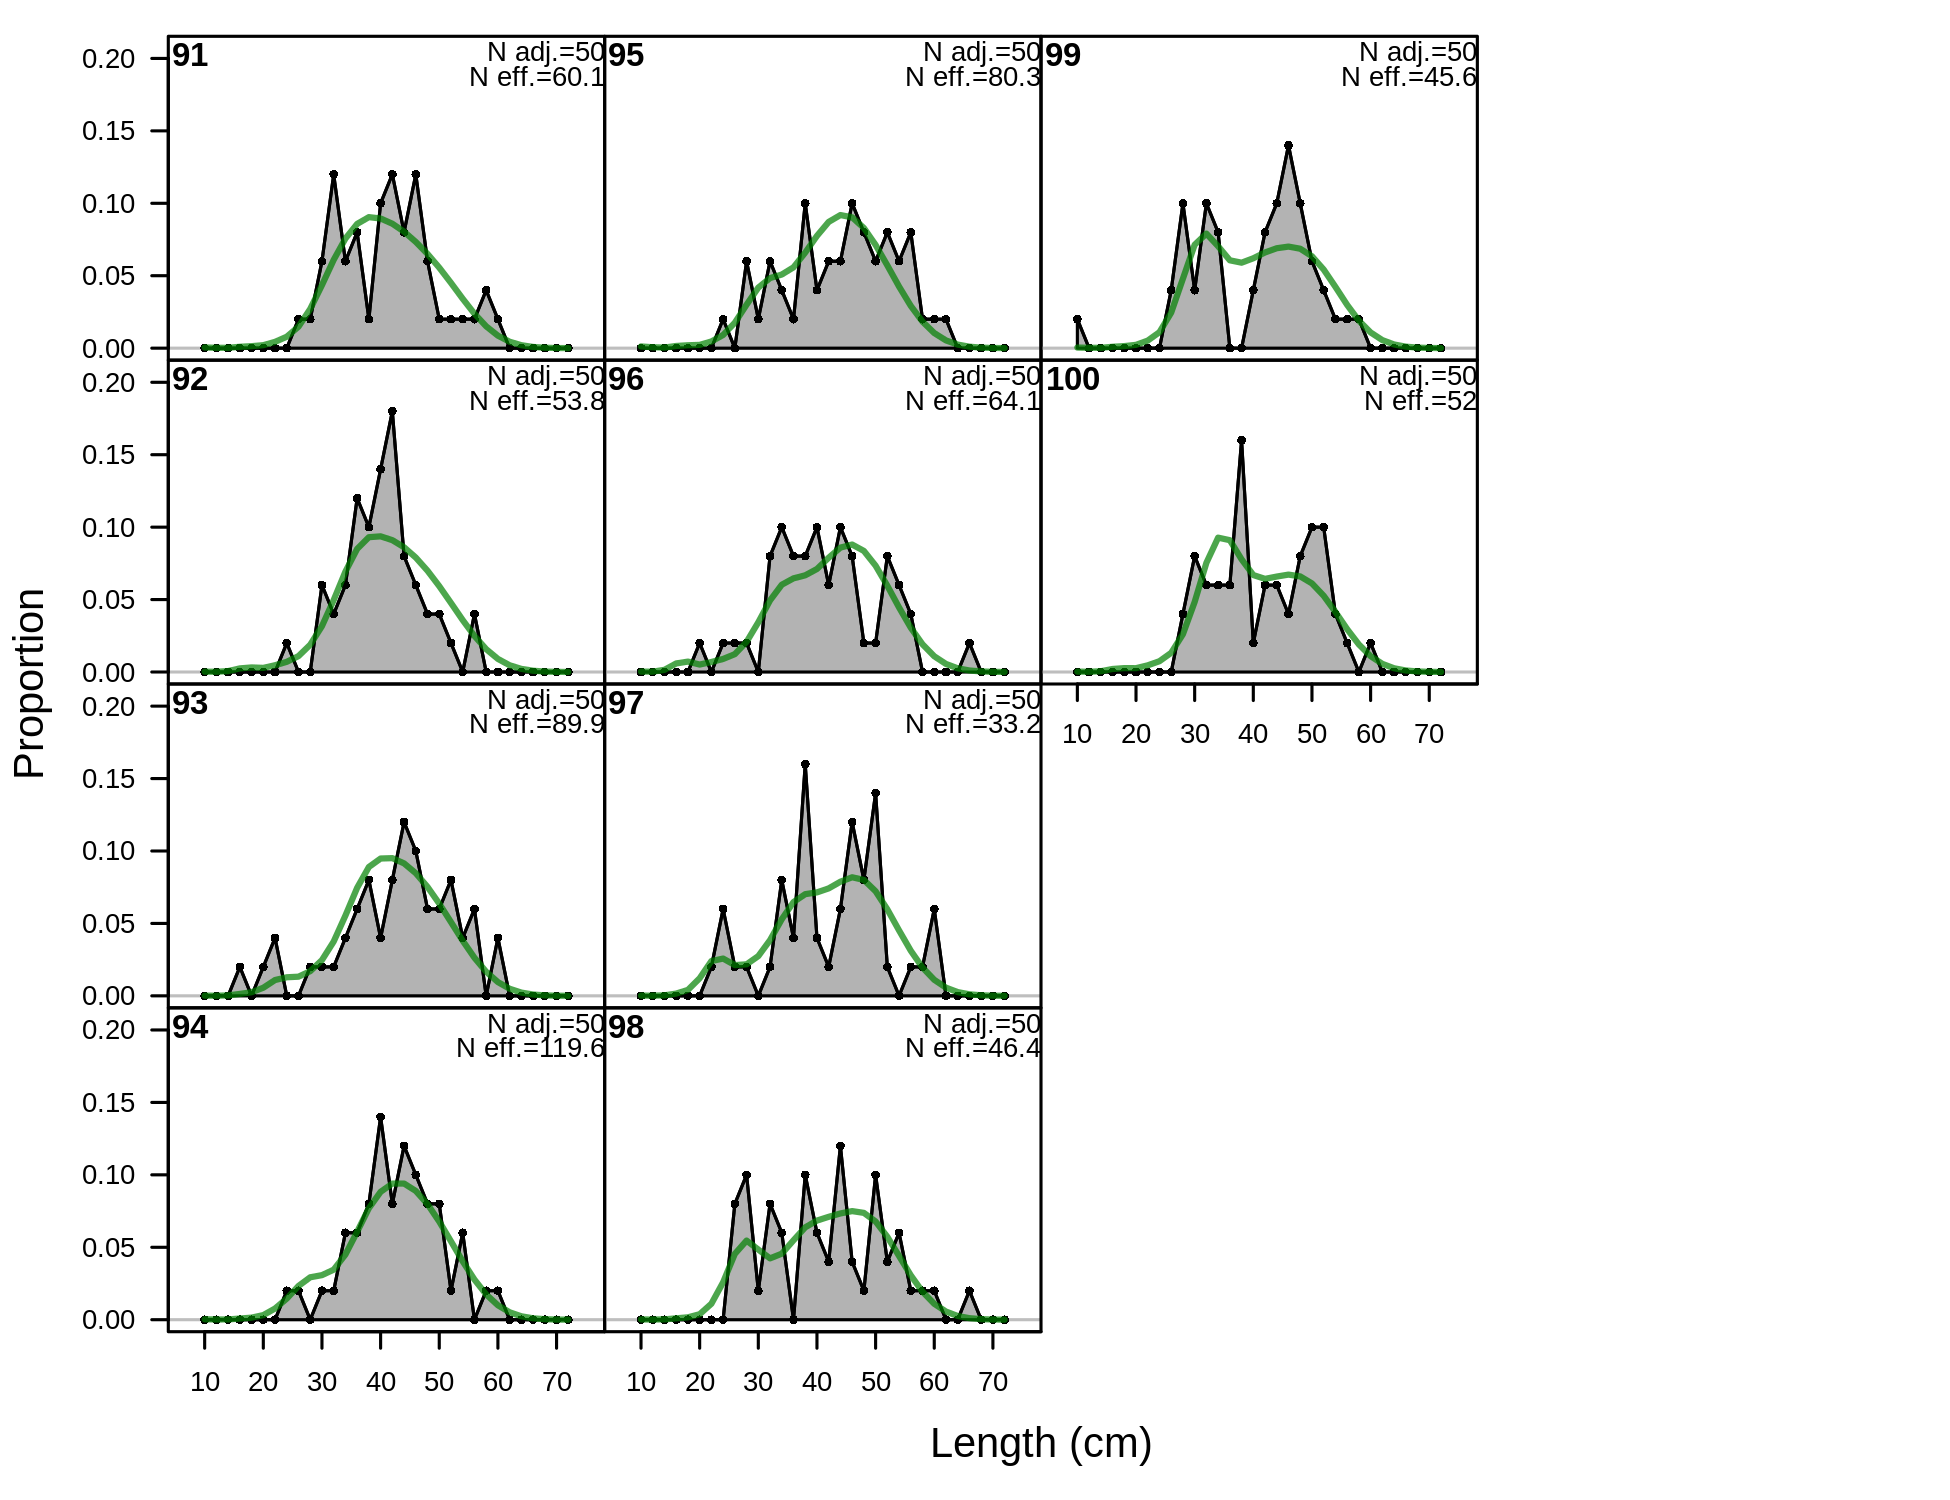 Proportion
91
N adj.=50
N eff.=60.1
0.20
0.15
0.10
0.05
0.00
95
N adj.=50
N eff.=80.3
99
N adj.=50
N eff.=45.6
92
N adj.=50
N eff.=53.8
0.20
0.15
0.10
0.05
0.00
96
N adj.=50
N eff.=64.1
100
N adj.=50
N eff.=52
10 20 30 40 50 60 70
93
N adj.=50
N eff.=89.9
0.20
0.15
0.10
0.05
0.00
97
N adj.=50
N eff.=33.2
94
N adj.=50
N eff.=119.6
0.20
0.15
0.10
0.05
0.00
98
N adj.=50
N eff.=46.4
10 20 30 40 50 60 70
10 20 30 40 50 60 70
Length (cm)